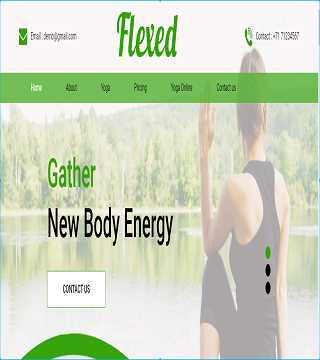 Email : demo@gmail.com
Flexed
Contact : +71 71234567
Home About Yoga Pricing Yoga Online Contact us
Gather
New Body Energy
CONTACT US